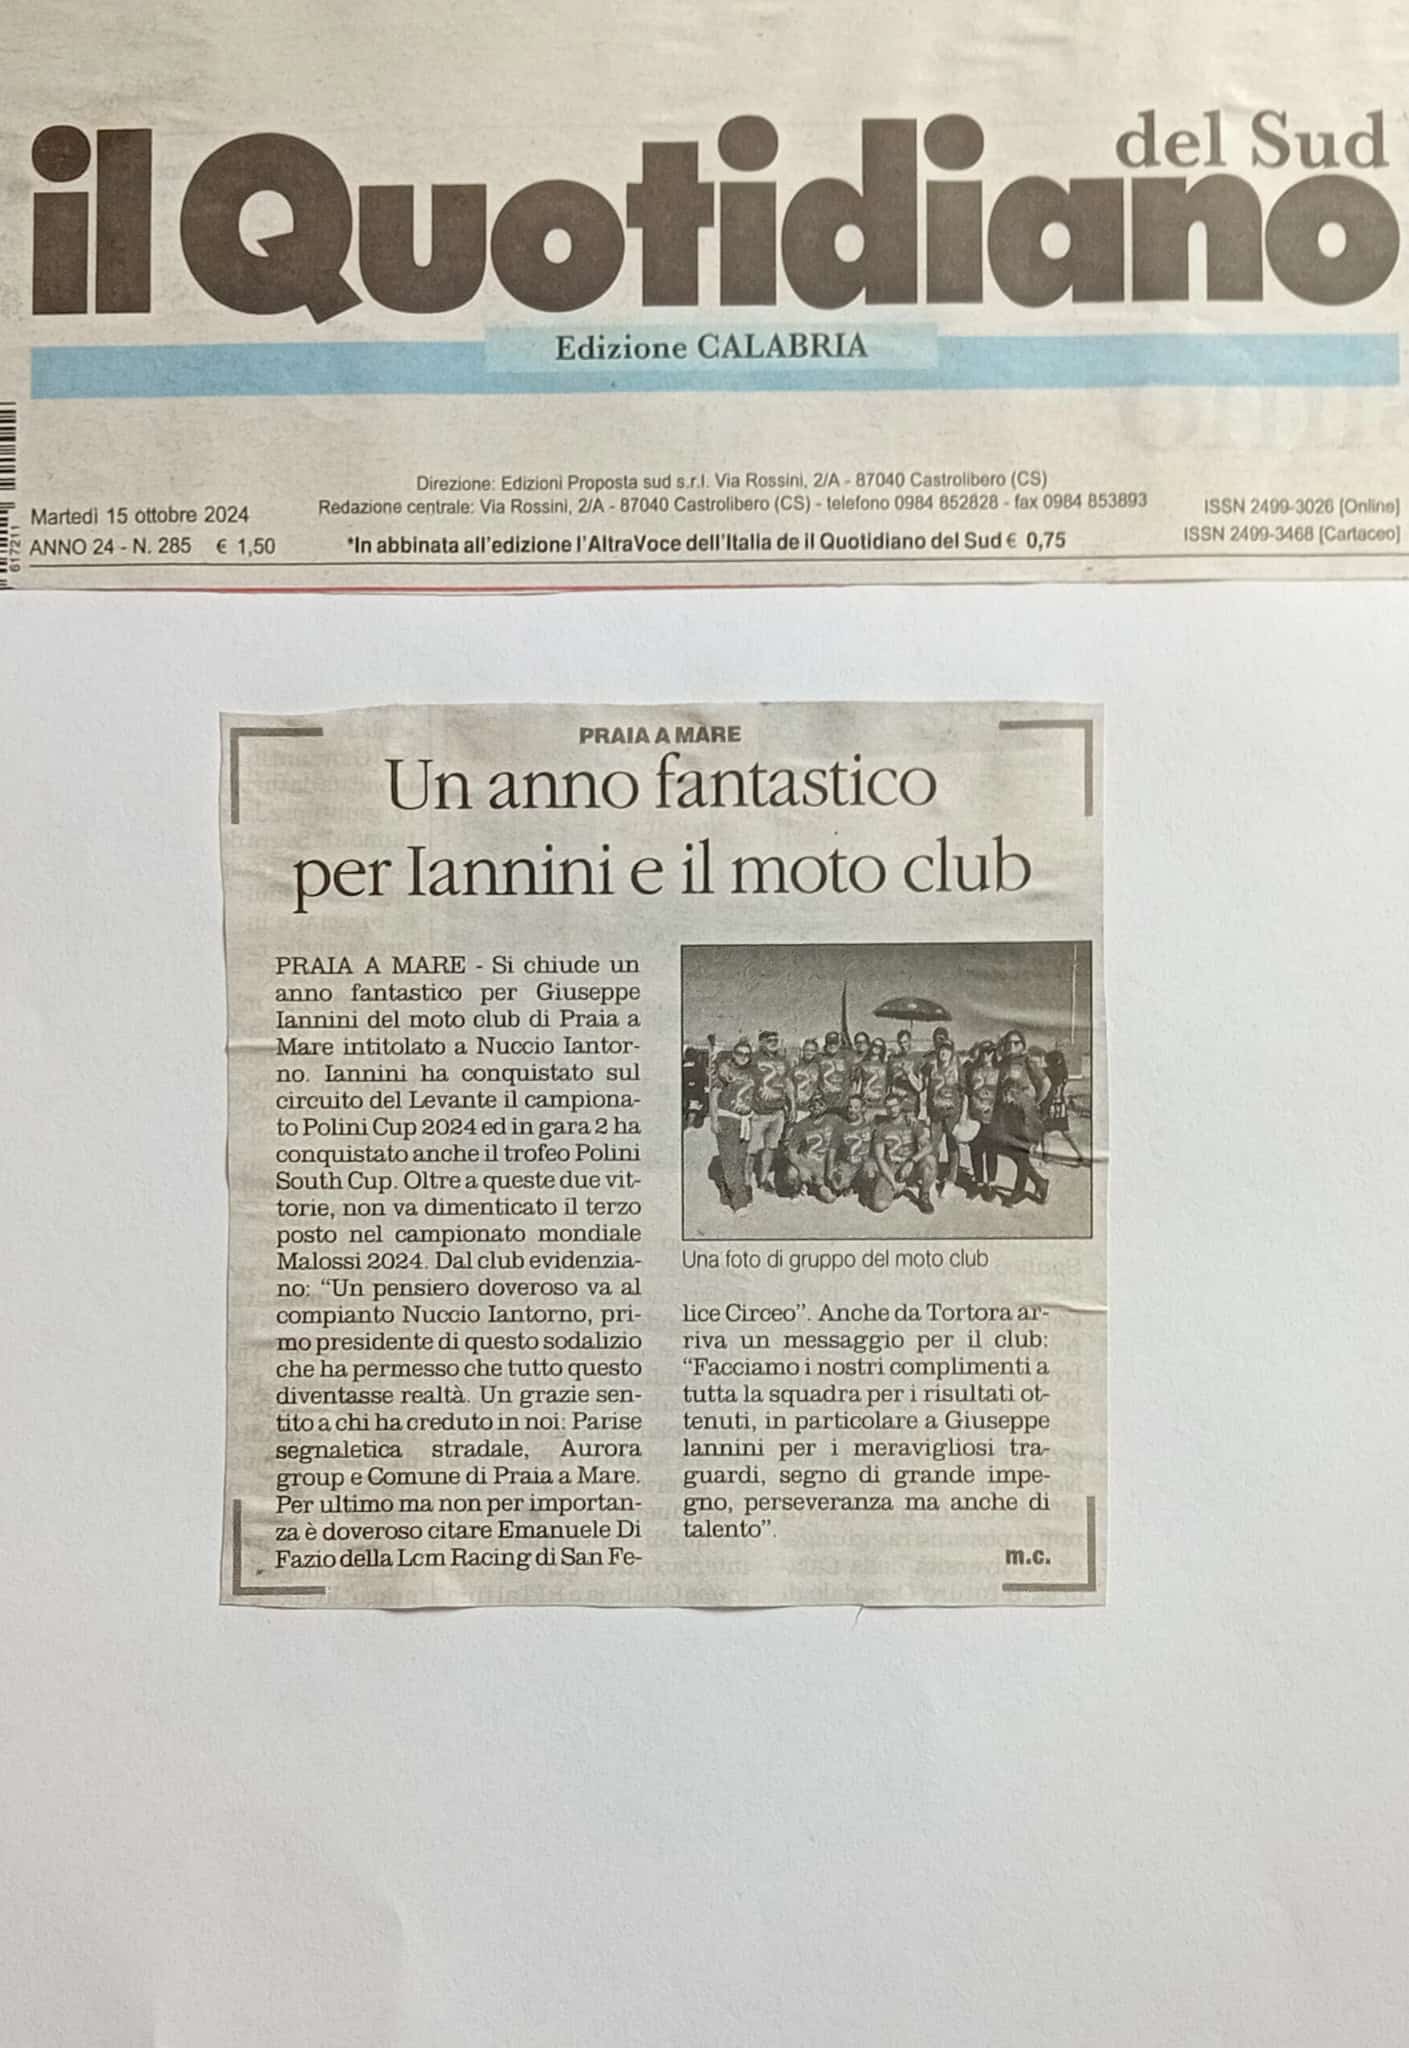 il Quotidiano
del Sud
Edizione CALABRIA
Direzione: Edizioni Proposta sud s.r.l. Via Rossini, 2/A - 87040 Castrolibero (CS)
Redazione centrale: Via Rossini, 2/A - 87040 Castrolibero (CS) - telefono 0984 852828 - fax 0984 853893
ISSN 2499-3026 [Online]
Martedì 15 ottobre 2024
ANNO 24 - N. 285 € 1,50
*In abbinata all'edizione l'AltraVoce dell'Italia de il Quotidiano del Sud € 0,75
ISSN 2499-3468 [Cartaceo]
617211
PRAIA A MARE
Un anno fantastico
per Iannini e il moto club
PRAIA A MARE - Si chiude un
anno fantastico per Giuseppe
Iannini del moto club di Praia a
Mare intitolato a Nuccio Iantor-
no. Iannini ha conquistato sul
circuito del Levante il campiona-
to Polini Cup 2024 ed in gara 2 ha
conquistato anche il trofeo Polini
South Cup. Oltre a queste due vit-
torie, non va dimenticato il terzo
posto nel campionato mondiale
Malossi 2024. Dal club evidenzia-
no: “Un pensiero doveroso va al
compianto Nuccio Iantorno, pri-
mo presidente di questo sodalizio
che ha permesso che tutto questo
diventasse realtà. Un grazie sen-
tito a chi ha creduto in noi: Parise
segnaletica stradale, Aurora
group e Comune di Praia a Mare.
Per ultimo ma non per importan-
za è doveroso citare Emanuele Di
Fazio della Lcm Racing di San Fe-
Una foto di gruppo del moto club
lice Circeo”. Anche da Tortora ar-
riva un messaggio per il club:
“Facciamo i nostri complimenti a
tutta la squadra per i risultati ot-
tenuti, in particolare a Giuseppe
Iannini per i meravigliosi tra-
guardi, segno di grande impe-
gno, perseveranza ma anche di
talento”.
m.c.